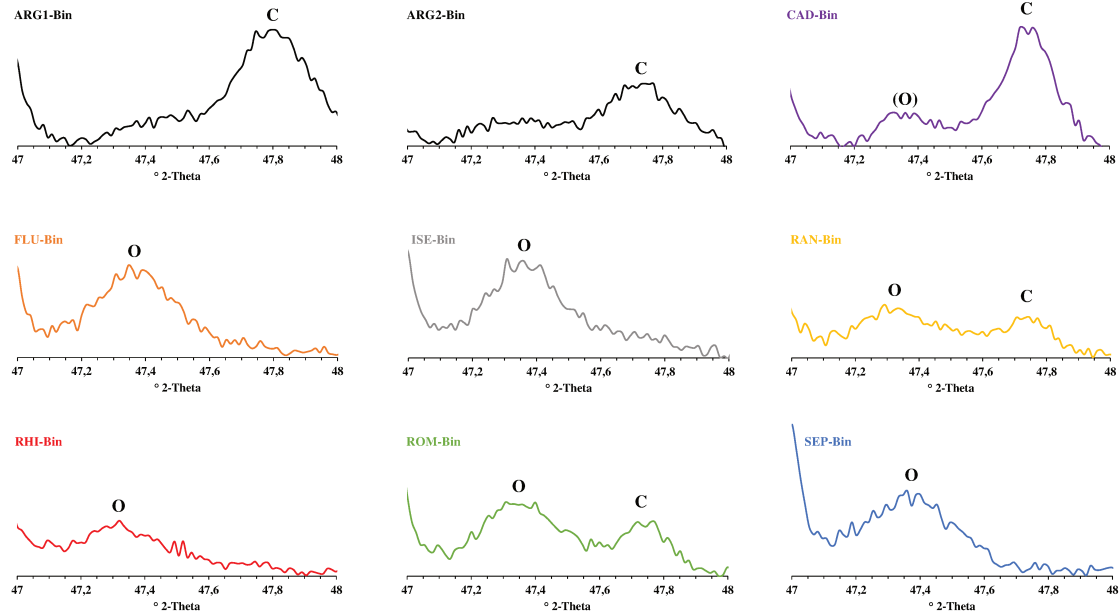 ARG1-Bin
C
47 47,2 47,4 47,6 47,8 48
° 2-Theta
ARG2-Bin
C
47 47,2 47,4 47,6 47,8 48
° 2-Theta
CAD-Bin
C
(O)
47 47,2 47,4 47,6 47,8 48
° 2-Theta
FLU-Bin
O
47 47,2 47,4 47,6 47,8 48
° 2-Theta
ISE-Bin
O
47 47,2 47,4 47,6 47,8 48
° 2-Theta
RAN-Bin
O
C
47 47,2 47,4 47,6 47,8 48
° 2-Theta
RHI-Bin
O
47 47,2 47,4 47,6 47,8 48
° 2-Theta
ROM-Bin
O
C
47 47,2 47,4 47,6 47,8 48
° 2-Theta
SEP-Bin
O
47 47,2 47,4 47,6 47,8 48
° 2-Theta